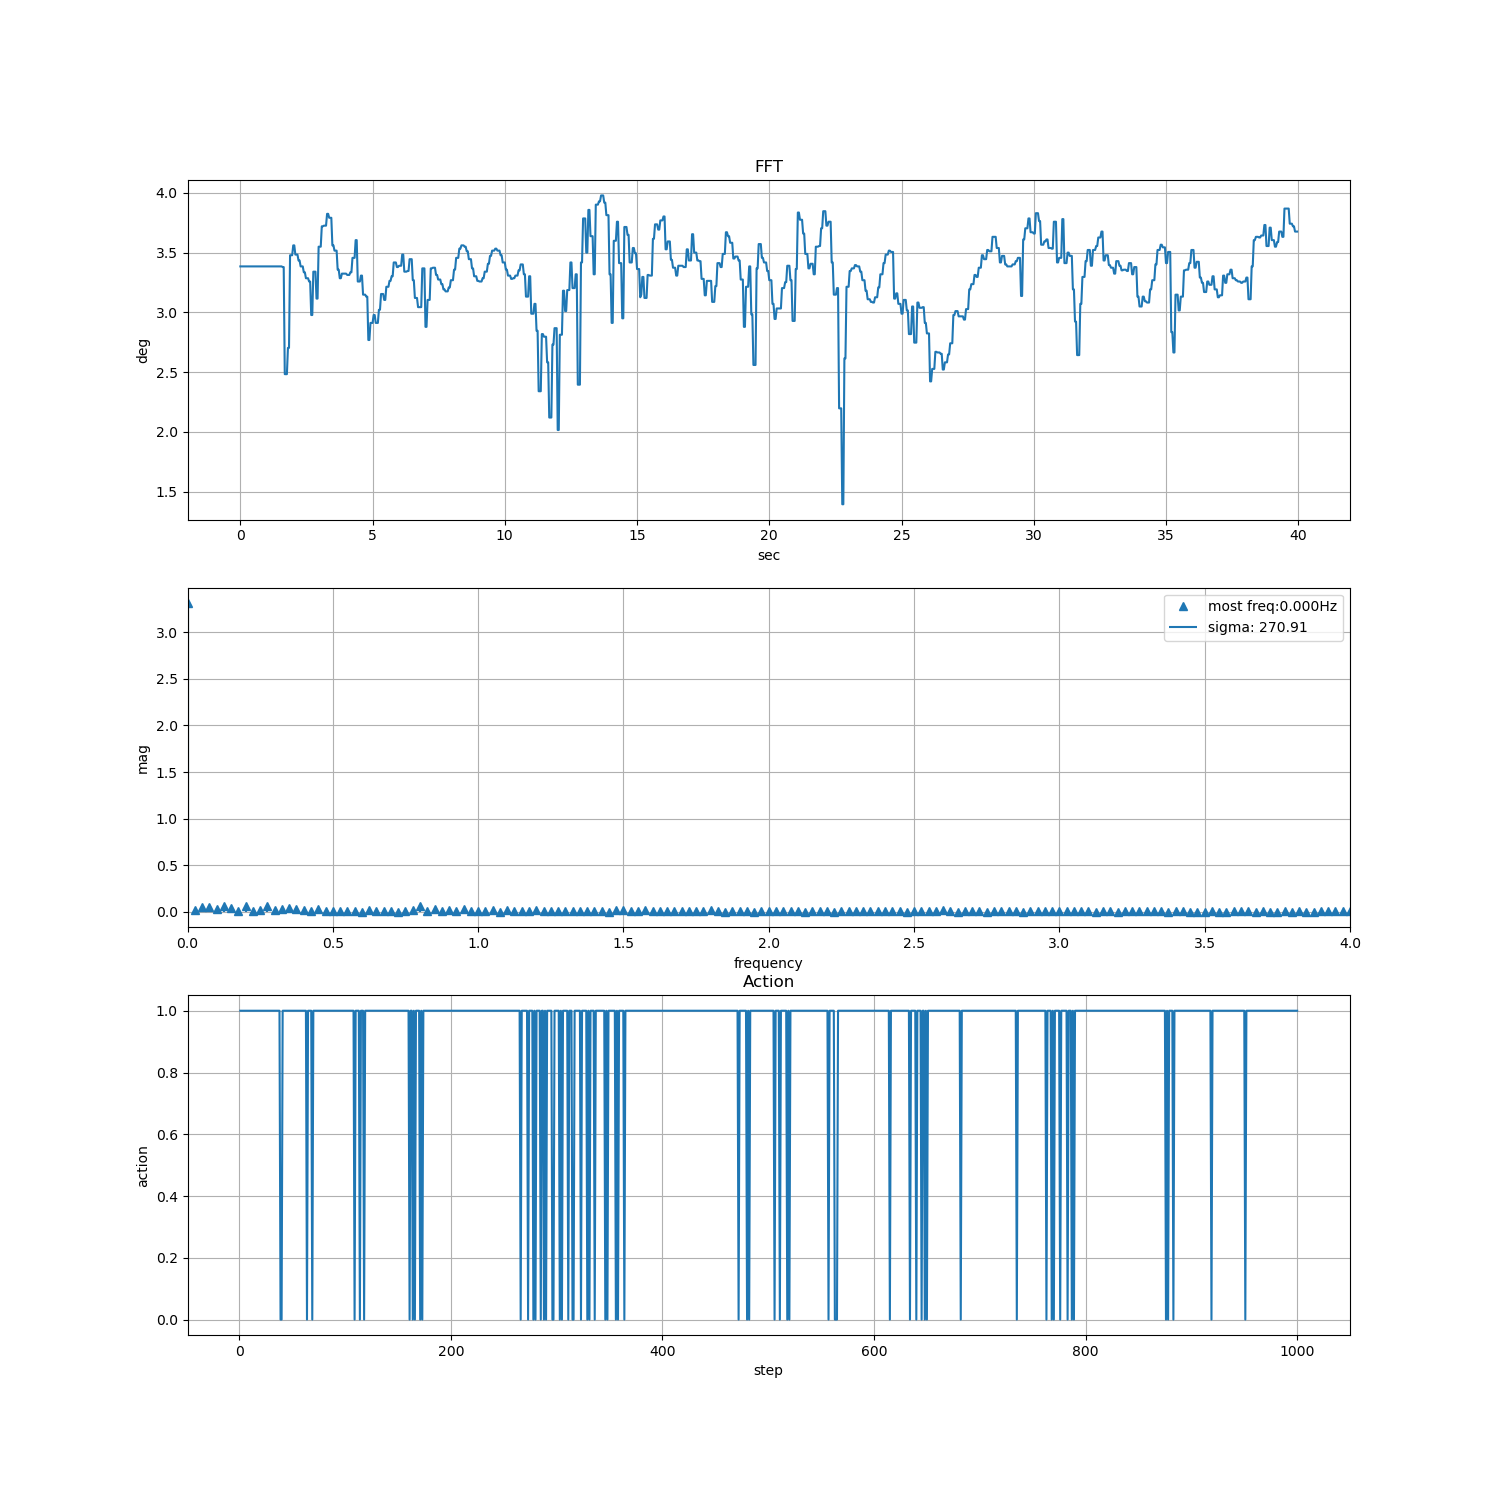 FFT
4.0
3.5
3.0
2.5
2.0
1.5
deg
0 5 10 15 20 25 30 35 40
sec
most freq:0.000Hz
sigma: 270.91
3.0
2.5
2.0
1.5
1.0
0.5
0.0
mag
0.0 0.5 1.0 1.5 2.0 2.5 3.0 3.5 4.0
frequency
Action
1.0
0.8
0.6
0.4
0.2
0.0
action
0 200 400 600 800 1000
step